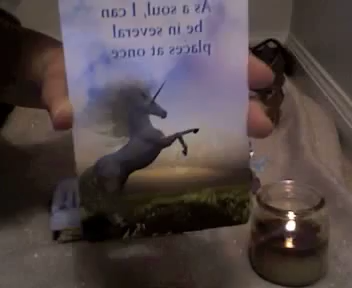 As a soul, I can
be in several
places at once